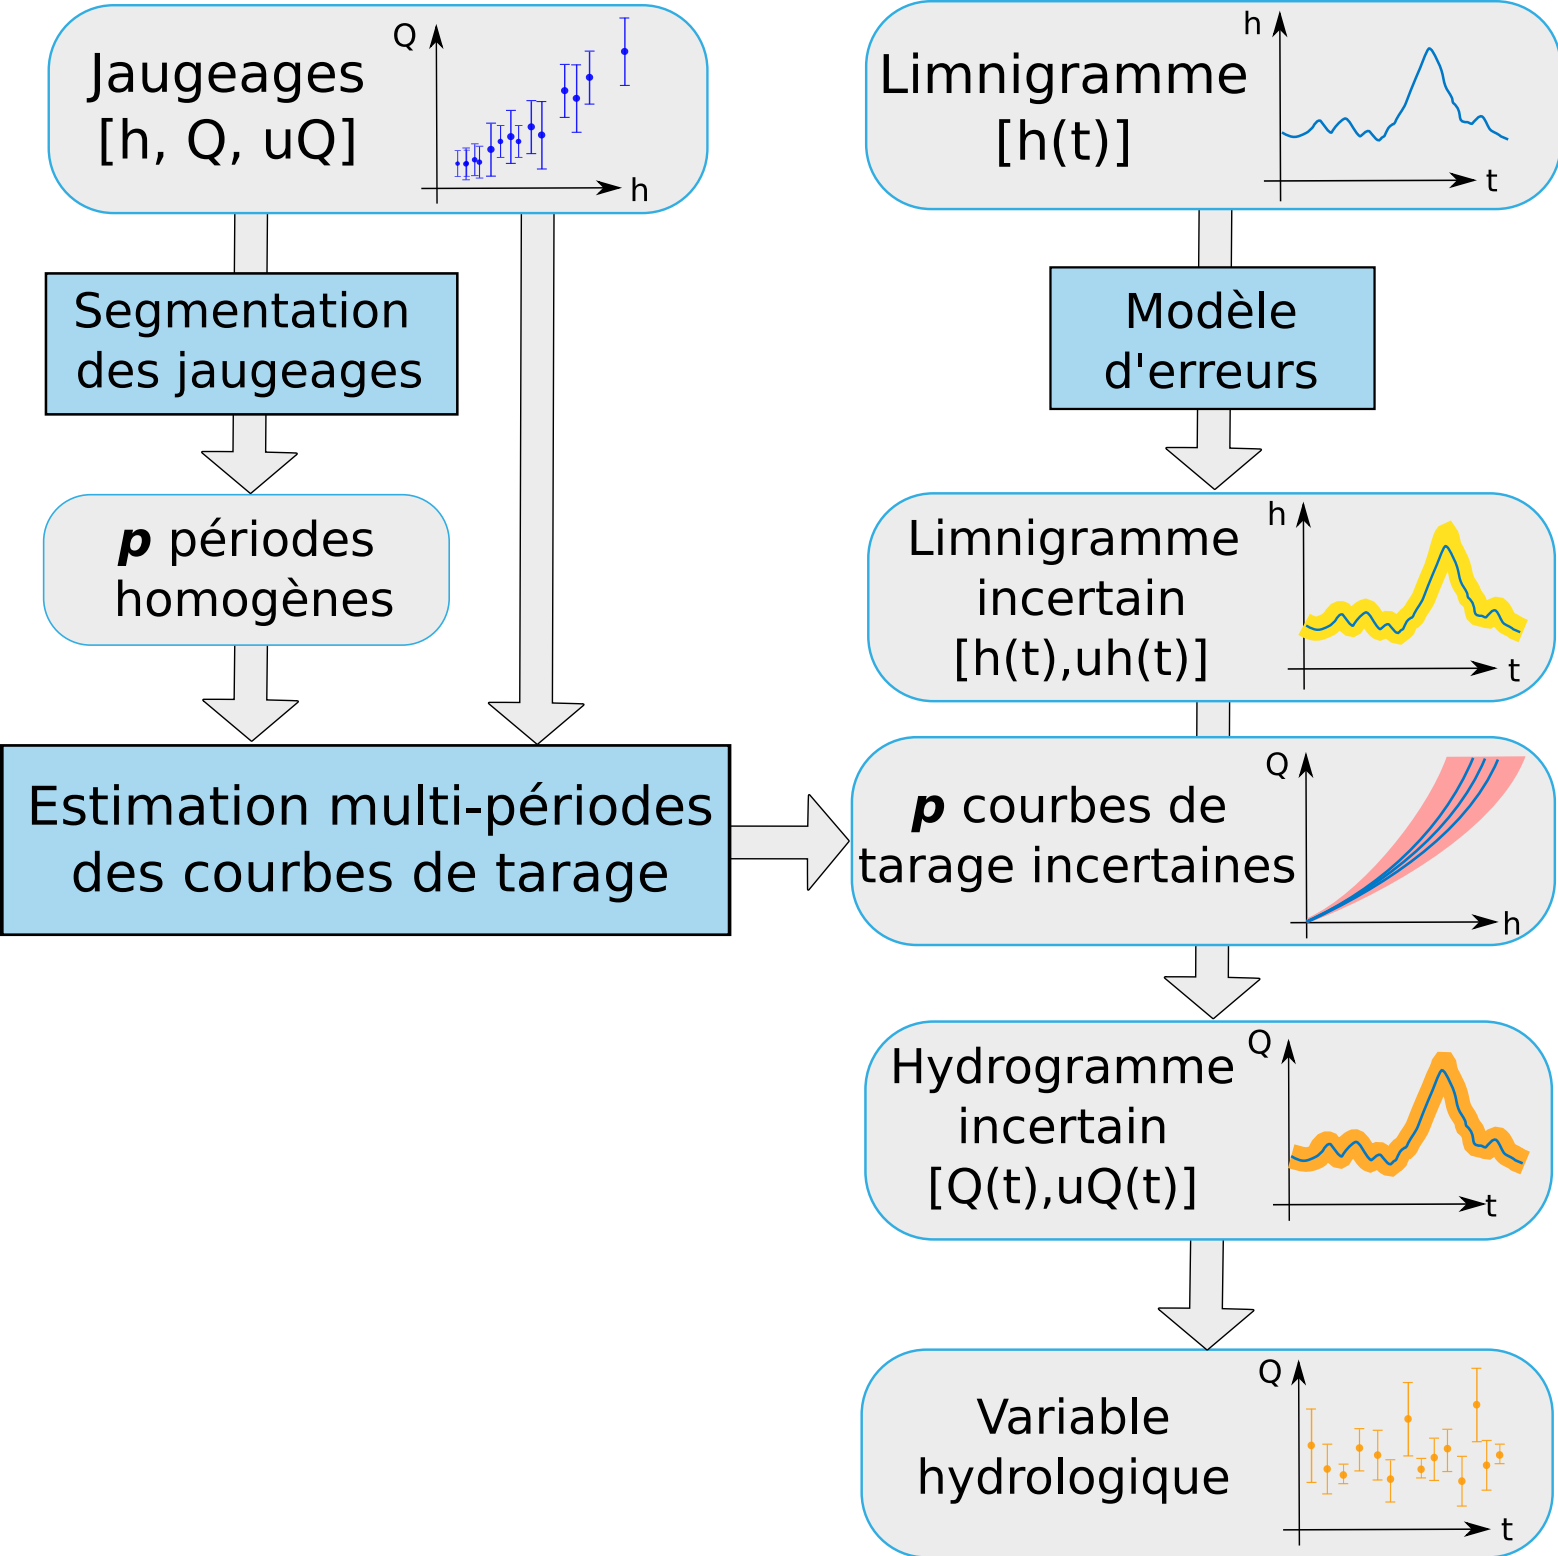 Jaugeages
[h, Q, uQ]
Q
h
Segmentation
des jaugeages
p périodes
homogènes
Estimation multi-périodes
des courbes de tarage
Limnigramme
[h(t)]
h
t
Modèle
d'erreurs
Limnigramme
incertain
[h(t),uh(t)]
h
t
p courbes de
tarage incertaines
Q
h
Hydrogramme
incertain
[Q(t),uQ(t)]
Q
t
Variable
hydrologique
Q
t